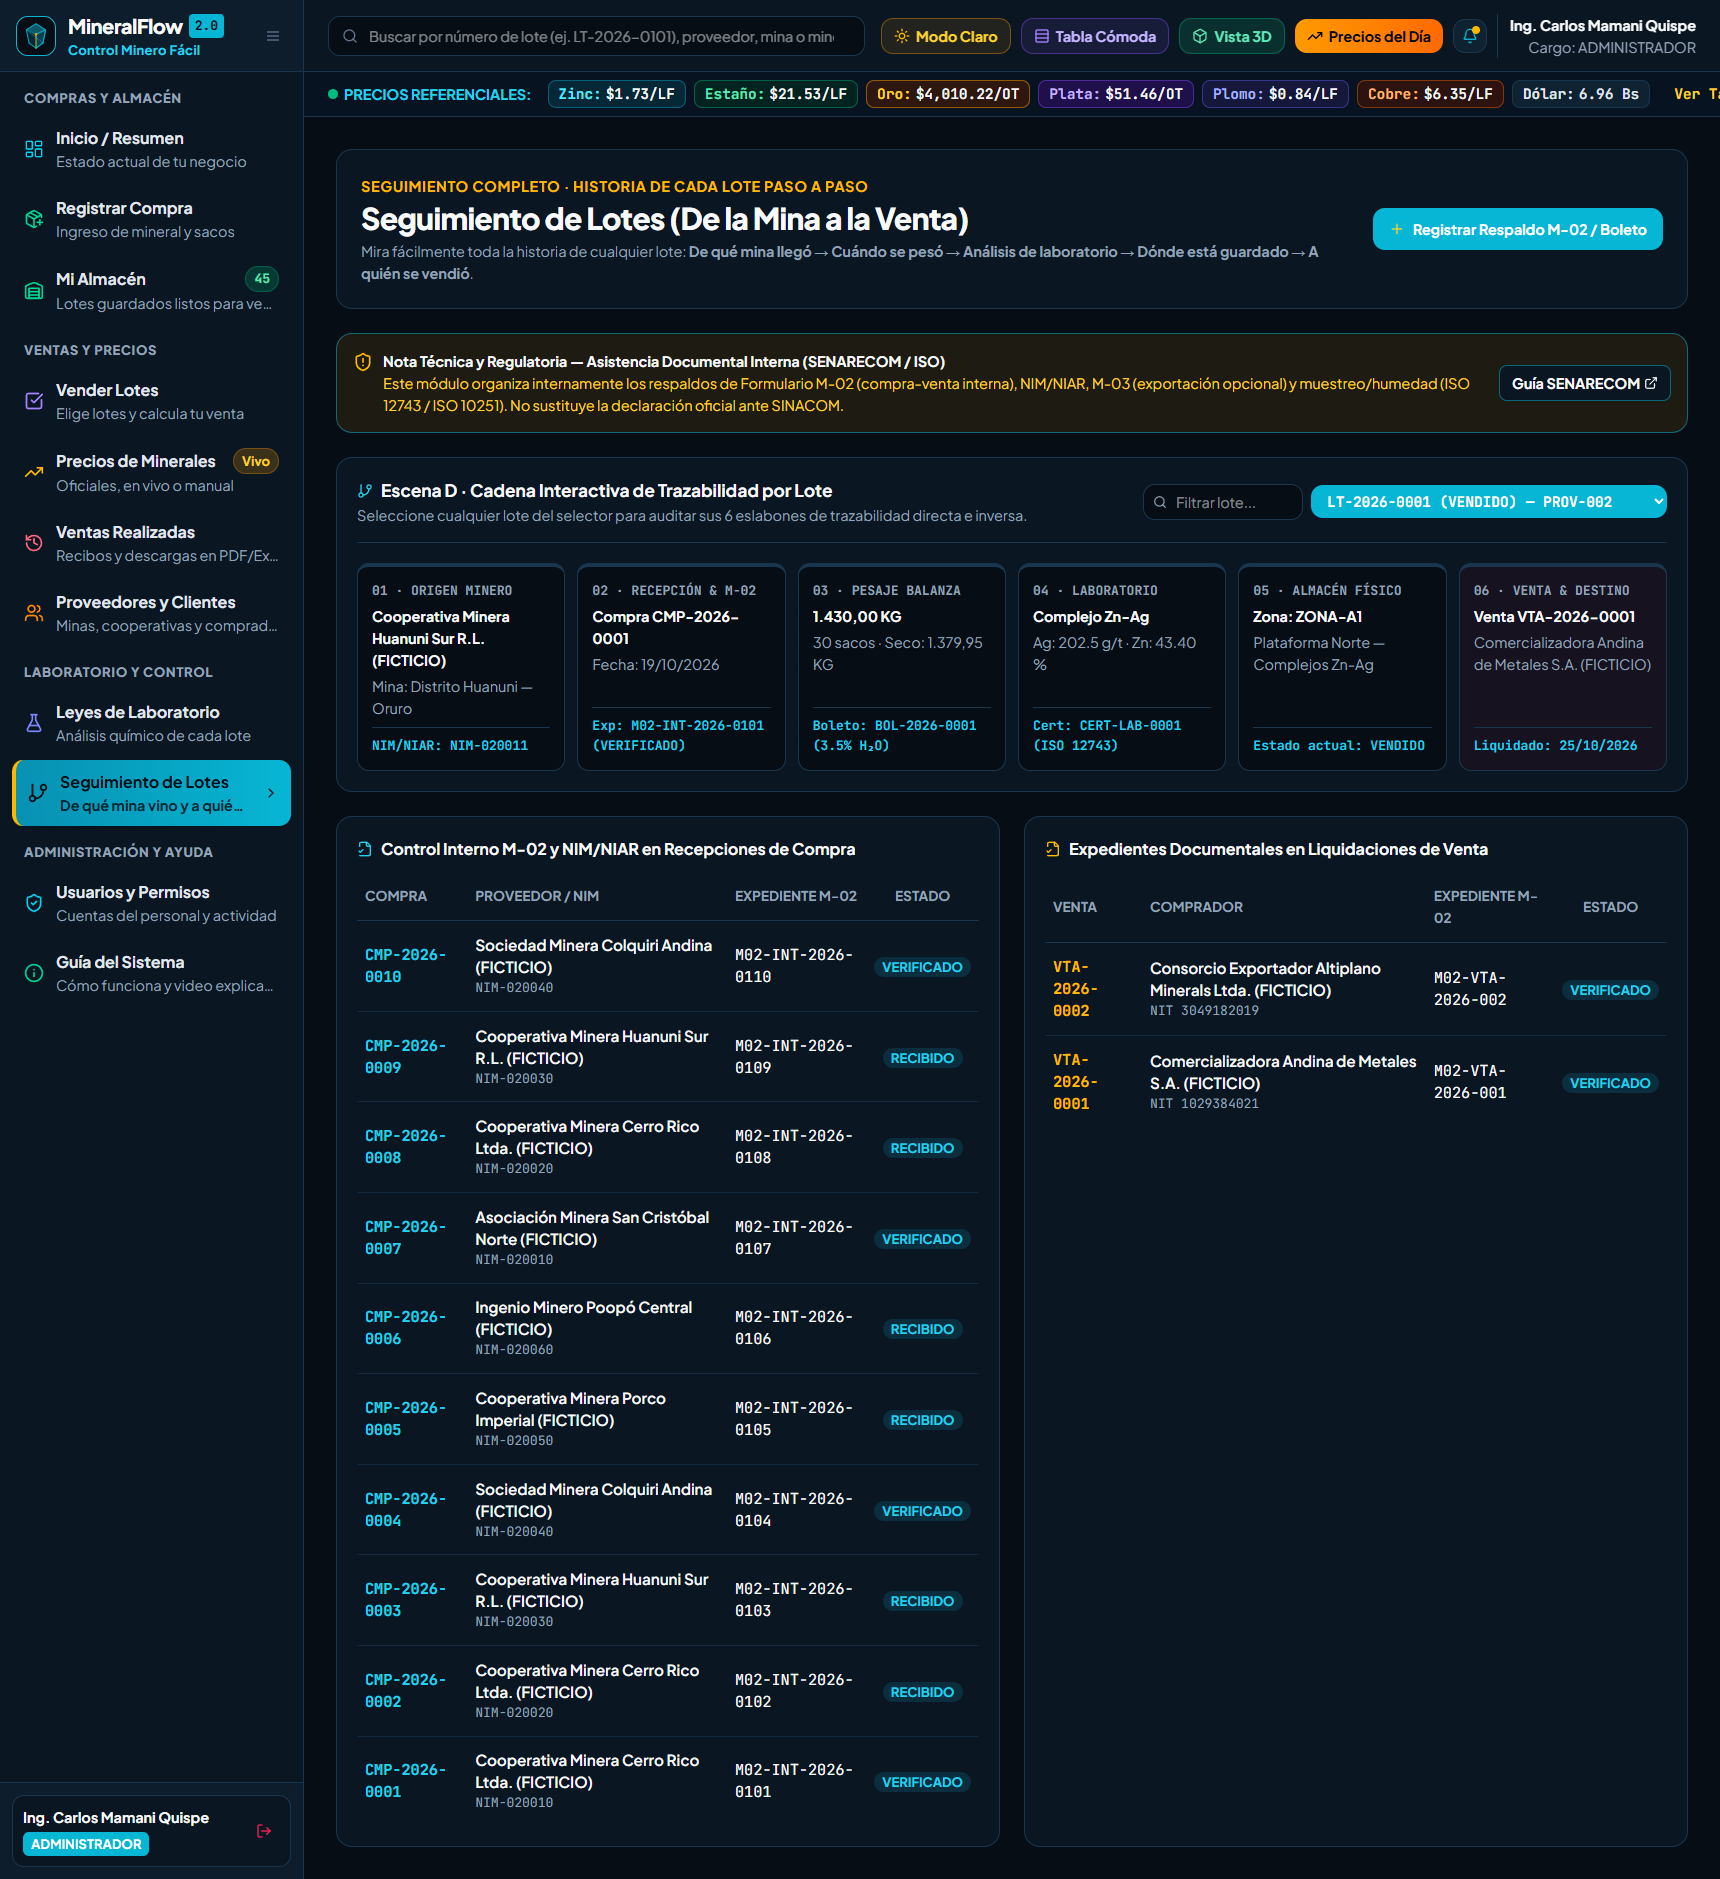 MineralFlow 2.0
Control Minero Fácil
COMPRAS Y ALMACÉN
Inicio / Resumen
Estado actual de tu negocio
Registrar Compra
Ingreso de mineral y sacos
Mi Almacén 45
Lotes guardados listos para ve...
VENTAS Y PRECIOS
Vender Lotes
Elige lotes y calcula tu venta
Precios de Minerales Vivo
Oficiales, en vivo o manual
Ventas Realizadas
Recibos y descargas en PDF/Ex...
Proveedores y Clientes
Minas, cooperativas y comprad...
LABORATORIO Y CONTROL
Leyes de Laboratorio
Análisis químico de cada lote
Seguimiento de Lotes
De qué mina vino y a quié...
ADMINISTRACIÓN Y AYUDA
Usuarios y Permisos
Cuentas del personal y actividad
Guía del Sistema
Cómo funciona y video explica...
Ing. Carlos Mamani Quispe
ADMINISTRADOR
Buscar por número de lote (ej. LT-2026-0101), proveedor, mina o min
Modo Claro
Tabla Cómoda
Vista 3D
Precios del Día
Ing. Carlos Mamani Quispe
Cargo: ADMINISTRADOR
PRECIOS REFERENCIALES: Zinc: $1.73/LF Estaño: $21.53/LF Oro: $4,010.22/OT Plata: $51.46/OT Plomo: $0.84/LF Cobre: $6.35/LF Dólar: 6.96 Bs Ver T
SEGUIMIENTO COMPLETO · HISTORIA DE CADA LOTE PASO A PASO
Seguimiento de Lotes (De la Mina a la Venta)
Mira fácilmente toda la historia de cualquier lote: De qué mina llegó → Cuándo se pesó → Análisis de laboratorio → Dónde está guardado → A
quién se vendió.
+ Registrar Respaldo M-02 / Boleto
Nota Técnica y Regulatoria — Asistencia Documental Interna (SENARECOM / ISO)
Este módulo organiza internamente los respaldos de Formulario M-02 (compra-venta interna), NIM/NIAR, M-03 (exportación opcional) y muestreo/humedad (ISO
12743 / ISO 10251). No sustituye la declaración oficial ante SINACOM.
Guía SENARECOM
Escena D · Cadena Interactiva de Trazabilidad por Lote
Seleccione cualquier lote del selector para auditar sus 6 eslabones de trazabilidad directa e inversa.
Filtrar lote...
LT-2026-0001 (VENDIDO) — PROV-002
01 · ORIGEN MINERO
Cooperativa Minera
Huanuni Sur R.L.
(FICTICIO)
Mina: Distrito Huanuni —
Oruro
NIM/NIAR: NIM-020011
02 · RECEPCIÓN & M-02
Compra CMP-2026-
0001
Fecha: 19/10/2026
Exp: M02-INT-2026-0101
(VERIFICADO)
03 · PESAJE BALANZA
1.430,00 KG
30 sacos · Seco: 1.379,95
KG
Boleto: BOL-2026-0001
(3.5% H₂O)
04 · LABORATORIO
Complejo Zn-Ag
Ag: 202.5 g/t · Zn: 43.40
%
Cert: CERT-LAB-0001
(ISO 12743)
05 · ALMACÉN FÍSICO
Zona: ZONA-A1
Plataforma Norte —
Complejos Zn-Ag
Estado actual: VENDIDO
06 · VENTA & DESTINO
Venta VTA-2026-0001
Comercializadora Andina
de Metales S.A. (FICTICIO)
Liquidado: 25/10/2026
Control Interno M-02 y NIM/NIAR en Recepciones de Compra
COMPRA PROVEEDOR / NIM EXPEDIENTE M-02 ESTADO
CMP-2026-
0010
Sociedad Minera Colquiri Andina
(FICTICIO)
NIM-020040
M02-INT-2026-
0110
VERIFICADO
CMP-2026-
0009
Cooperativa Minera Huanuni Sur
R.L. (FICTICIO)
NIM-020030
M02-INT-2026-
0109
RECIBIDO
CMP-2026-
0008
Cooperativa Minera Cerro Rico
Ltda. (FICTICIO)
NIM-020020
M02-INT-2026-
0108
RECIBIDO
CMP-2026-
0007
Asociación Minera San Cristóbal
Norte (FICTICIO)
NIM-020010
M02-INT-2026-
0107
VERIFICADO
CMP-2026-
0006
Ingenio Minero Poopó Central
(FICTICIO)
NIM-020060
M02-INT-2026-
0106
RECIBIDO
CMP-2026-
0005
Cooperativa Minera Porco
Imperial (FICTICIO)
NIM-020050
M02-INT-2026-
0105
RECIBIDO
CMP-2026-
0004
Sociedad Minera Colquiri Andina
(FICTICIO)
NIM-020040
M02-INT-2026-
0104
VERIFICADO
CMP-2026-
0003
Cooperativa Minera Huanuni Sur
R.L. (FICTICIO)
NIM-020030
M02-INT-2026-
0103
RECIBIDO
CMP-2026-
0002
Cooperativa Minera Cerro Rico
Ltda. (FICTICIO)
NIM-020020
M02-INT-2026-
0102
RECIBIDO
CMP-2026-
0001
Cooperativa Minera Cerro Rico
Ltda. (FICTICIO)
NIM-020010
M02-INT-2026-
0101
VERIFICADO
Expedientes Documentales en Liquidaciones de Venta
VENTA COMPRADOR EXPEDIENTE M-
02 ESTADO
VTA-
2026-
0002
Consorcio Exportador Altiplano
Minerals Ltda. (FICTICIO)
NIT 3049182019
M02-VTA-
2026-002
VERIFICADO
VTA-
2026-
0001
Comercializadora Andina de Metales
S.A. (FICTICIO)
NIT 1029384021
M02-VTA-
2026-001
VERIFICADO